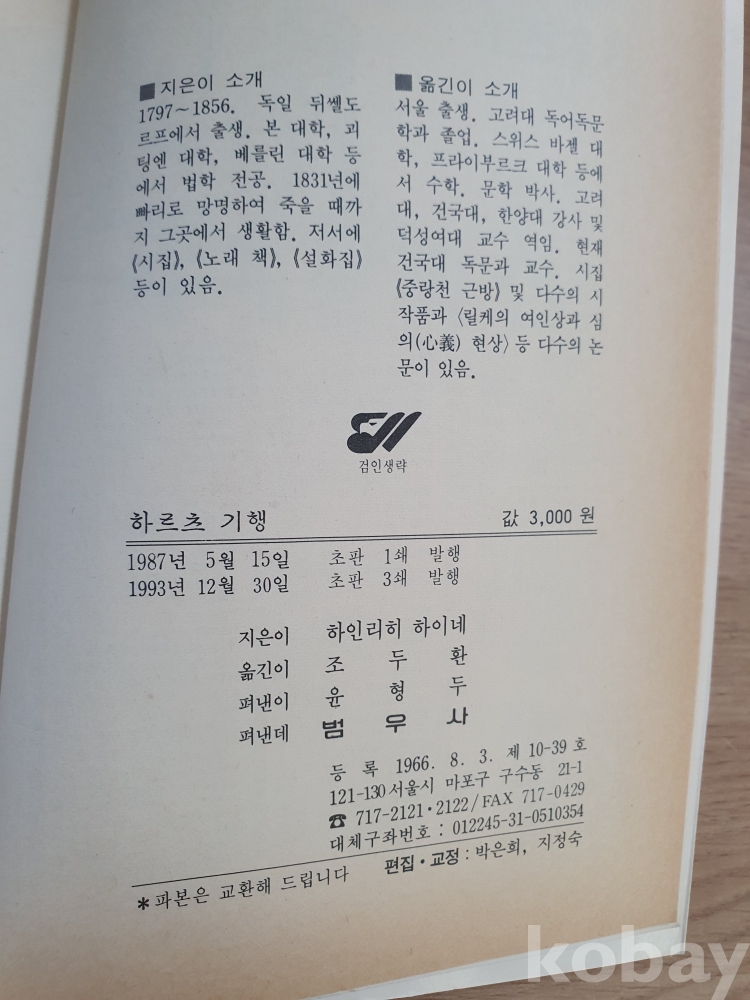 ■ 지은이 소개
1797~1856. 독일 뒤쎌도
르프에서 출생. 본 대학, 괴
팅엔 대학, 베를린 대학 등
에서 법학 전공. 1831년에
빠리로 망명하여 죽을 때까
지 그곳에서 생활함. 저서에
《시집》, 《노래 책》, 《설화집》
등이 있음.
■ 옮긴이 소개
서울 출생. 고려대 독어독문
학과 졸업. 스위스 바젤 대
학, 프라이부르크 대학 등에
서 수학. 문학 박사. 고려
대, 건국대, 한양대 강사 및
덕성여대 교수 역임. 현재
건국대 독문과 교수. 시집
《중랑천 근방》 및 다수의 시
작품과 〈릴케의 여인상과 심
의(心義) 현상〉 등 다수의 논
문이 있음.
검인생략
하르츠 기행 값 3,000 원
1987년 5월 15일 초판 1쇄 발행
1993년 12월 30일 초판 3쇄 발행
지은이 하인리히 하이네
옮긴이 조 두 환
펴낸이 윤 형 두
펴낸데 범 우 사
등 록 1966. 8. 3. 제 10-39 호
121-130 서울시 마포구 구수동 21-1
☎ 717-2121·2122/FAX 717-0429
대체구좌번호 : 012245-31-0510354
편집·교정 : 박은희, 지정숙
*파본은 교환해 드립니다
kobay